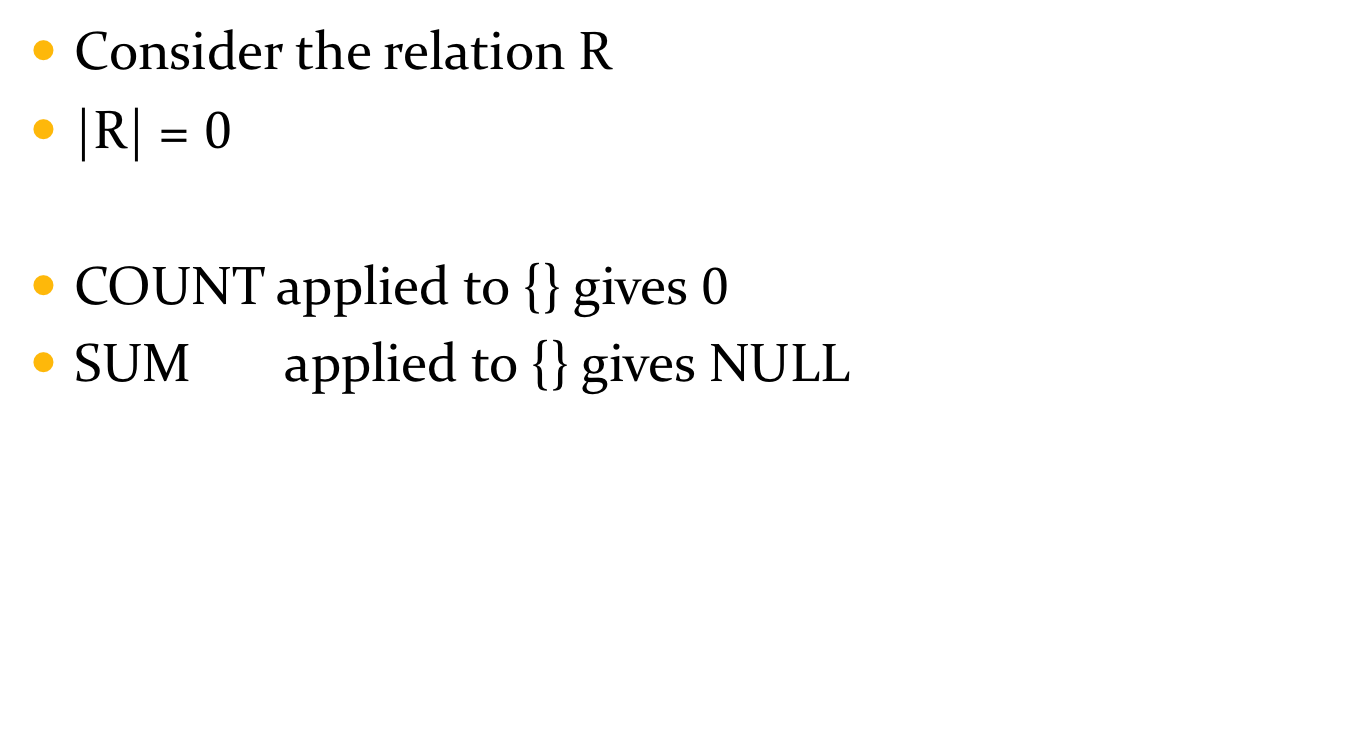 • Consider the relation R
• |R| = 0
• COUNT applied to {} gives 0
• SUM applied to {} gives NULL